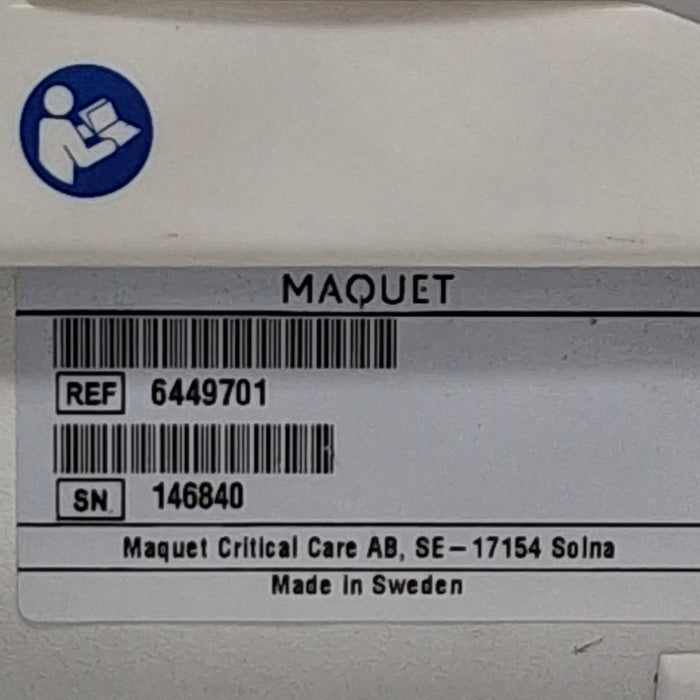 MAQUET
REF 6449701
SN 146840
Maquet Critical Care AB, SE-17154 Solna
Made in Sweden